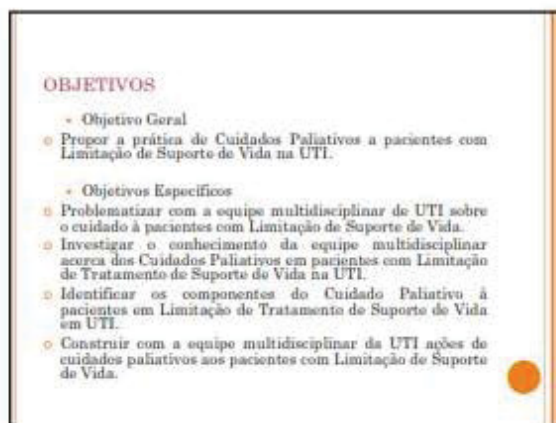 OBJETIVOS
Objetivo Geral
Propor a prática de Cuidados Paliativos a pacientes com
Limitação de Suporte de Vida na UTI.
Objetivos Específicos
Problematizar com a equipe multidisciplinar de UTI sobre
o cuidado à pacientes com Limitação de Suporte de Vida.
Investigar o conhecimento da equipe multidisciplinar
acerca dos Cuidados Paliativos em pacientes com Limitação
de Tratamento de Suporte de Vida na UTI.
Identificar os componentes do Cuidado Paliativo à
pacientes em Limitação de Tratamento de Suporte de Vida
em UTI.
Construir com a equipe multidisciplinar da UTI ações de
cuidados paliativos aos pacientes com Limitação de Suporte
de Vida.